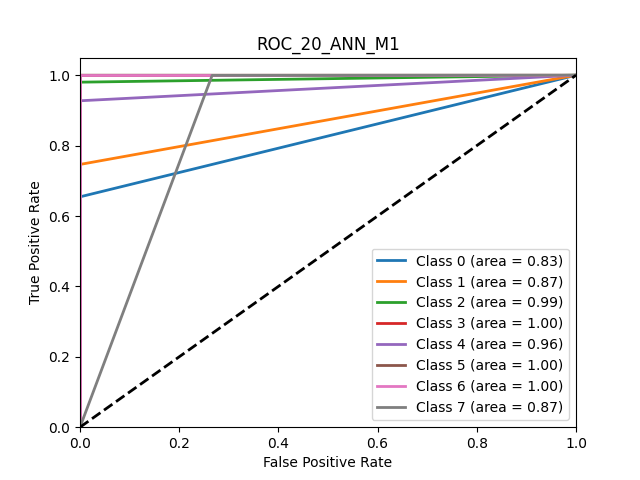 ROC_20_ANN_M1
1.0
0.8
0.6
0.4
0.2
0.0
True Positive Rate
Class 0 (area = 0.83)
Class 1 (area = 0.87)
Class 2 (area = 0.99)
Class 3 (area = 1.00)
Class 4 (area = 0.96)
Class 5 (area = 1.00)
Class 6 (area = 1.00)
Class 7 (area = 0.87)
0.0 0.2 0.4 0.6 0.8 1.0
False Positive Rate